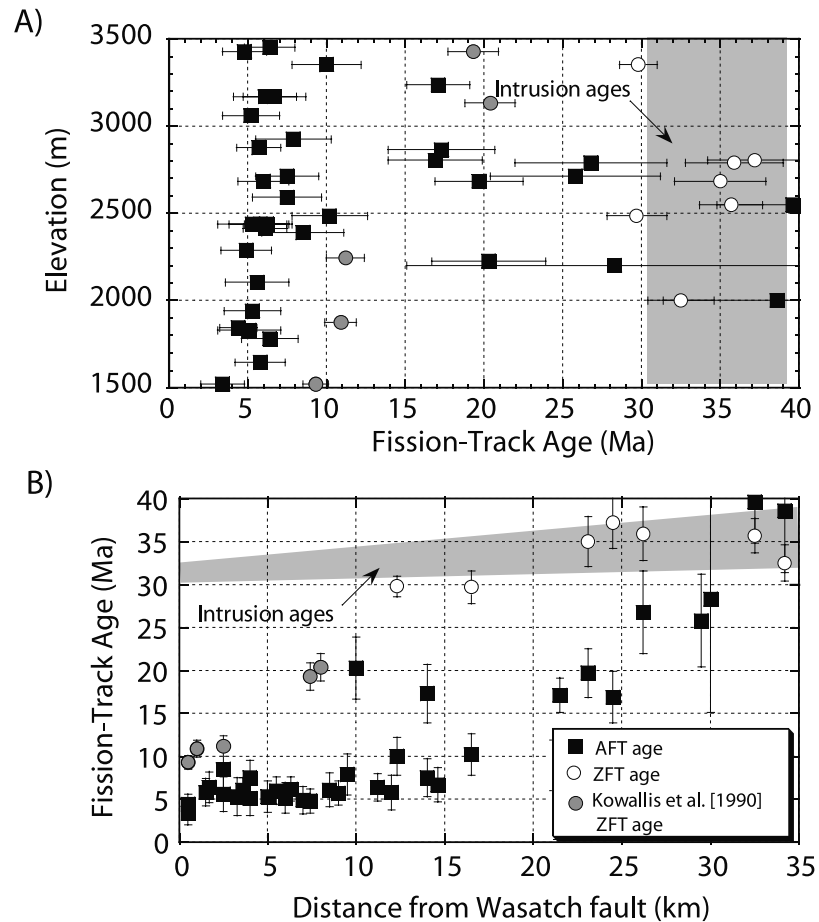 A)
3500
3000
2500
2000
1500
Elevation (m)
Intrusion ages
0 5 10 15 20 25 30 35 40
Fission-Track Age (Ma)
B)
40
35
30
25
20
15
10
5
0
Fission-Track Age (Ma)
Intrusion ages
AFT age
ZFT age
Kowallis et al. [1990]
ZFT age
0 5 10 15 20 25 30 35
Distance from Wasatch fault (km)